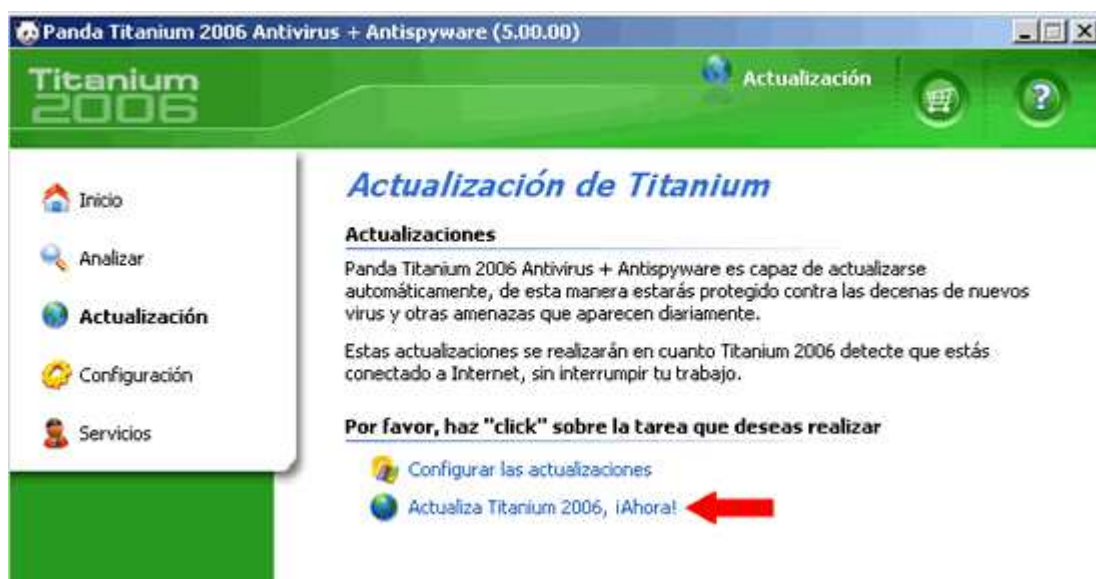 Panda Titanium 2006 Antivirus + Antispyware (5.00.00)
Titanium
2006
Actualización
?
Inicio
Analizar
Actualización
Configuración
Servicios
Actualización de Titanium
Actualizaciones
Panda Titanium 2006 Antivirus + Antispyware es capaz de actualizarse
automáticamente, de esta manera estarás protegido contra las decenas de nuevos
virus y otras amenazas que aparecen diariamente.
Estas actualizaciones se realizarán en cuanto Titanium 2006 detecte que estás
conectado a Internet, sin interrumpir tu trabajo.
Por favor, haz "click" sobre la tarea que deseas realizar
Configurar las actualizaciones
Actualiza Titanium 2006, ¡Ahora!